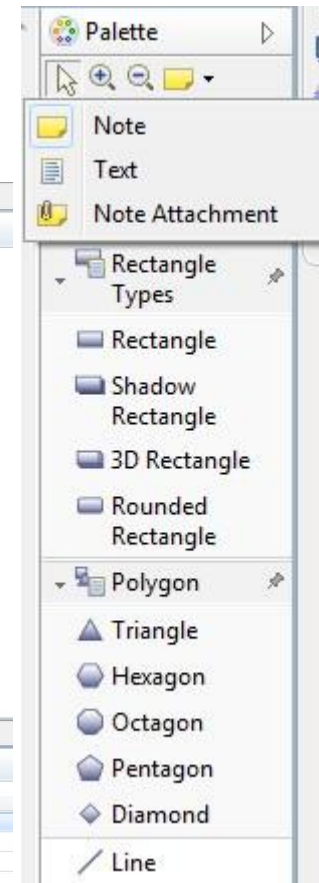 Palette
Note
Text
Note Attachment
Rectangle
Types
Rectangle
Shadow
Rectangle
3D Rectangle
Rounded
Rectangle
Polygon
Triangle
Hexagon
Octagon
Pentagon
Diamond
Line